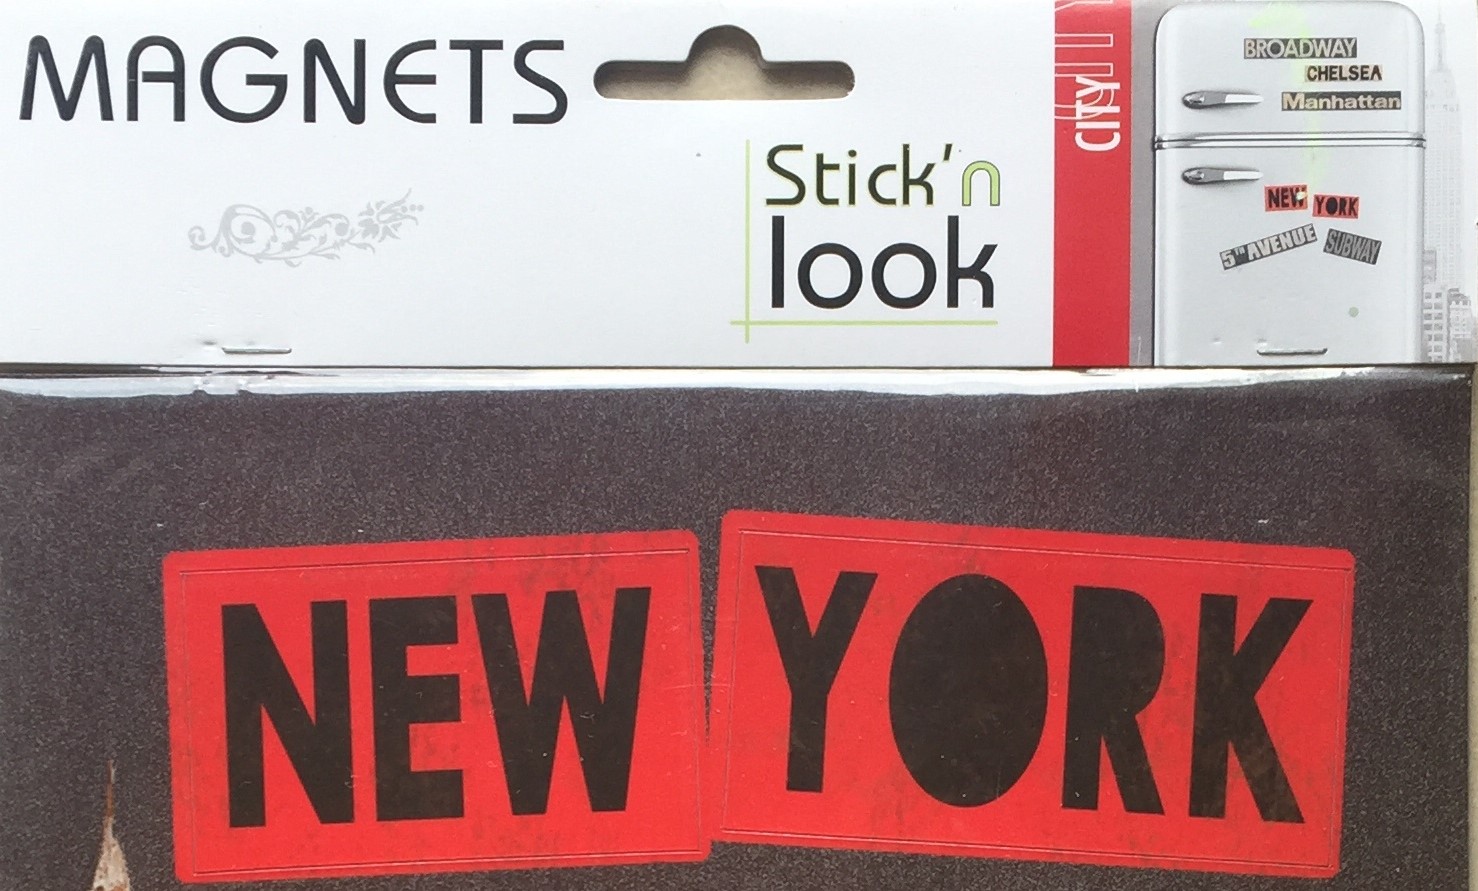 MAGNETS
Stick'n
look
CITY
BROADWAY
CHELSEA
Manhattan
NEW YORK
5TH AVENUE
SUBWAY
NEW YORK